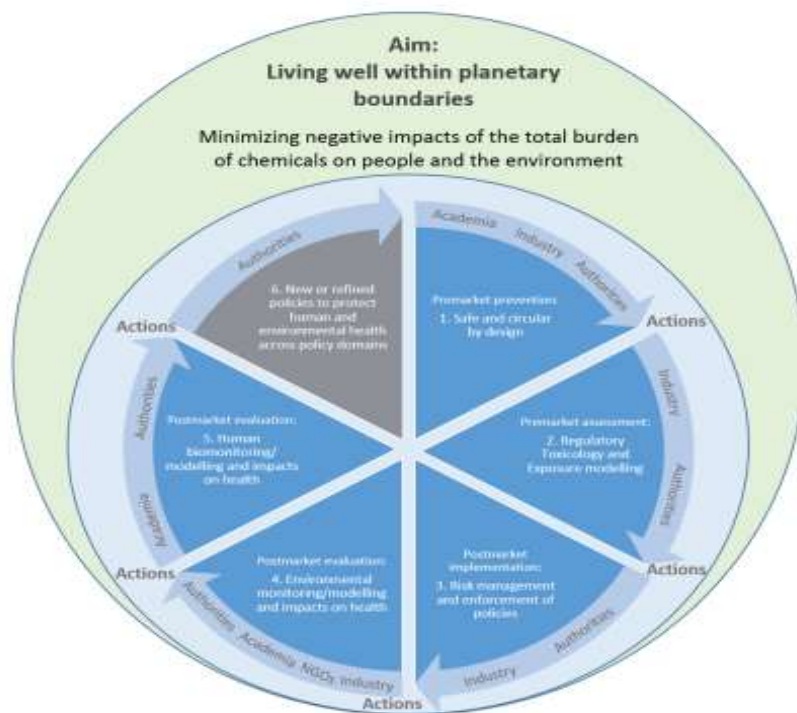 Aim:
Living well within planetary
boundaries
Minimizing negative impacts of the total burden
of chemicals on people and the environment
Academia
Industry
Authorities
Premarket prevention:
1. Safe and circular
by design
Actions
Industry
Authorities
Premarket assessment:
2. Regulatory
Toxicology and
Exposure modelling
Actions
Authorities
Industry
Postmarket
implementation:
3. Risk management
and enforcement of
policies
Actions
Authorities
Academia
NGOs
Industry
Postmarket evaluation:
4. Environmental
monitoring/modelling
and impacts on health
Actions
Authorities
Academia
Postmarket evaluation:
5. Human
biomonitoring/
modelling and impacts
on health
Actions
Authorities
6. New or refined
policies to protect
human and
environmental health
across policy domains